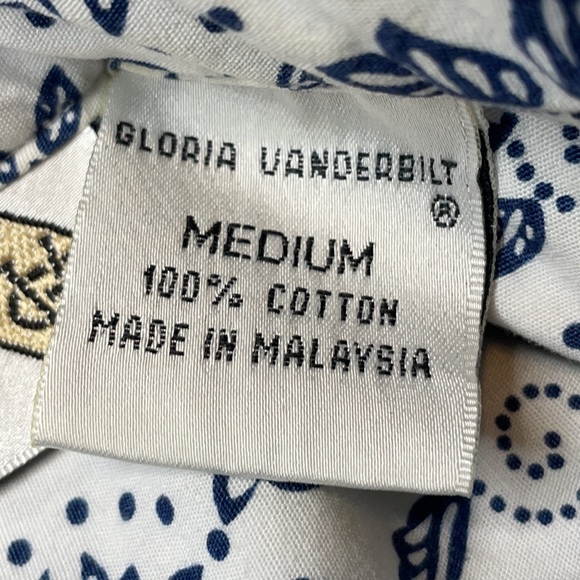 GLORIA VANDERBILT
®
MEDIUM
100% COTTON
MADE IN MALAYSIA